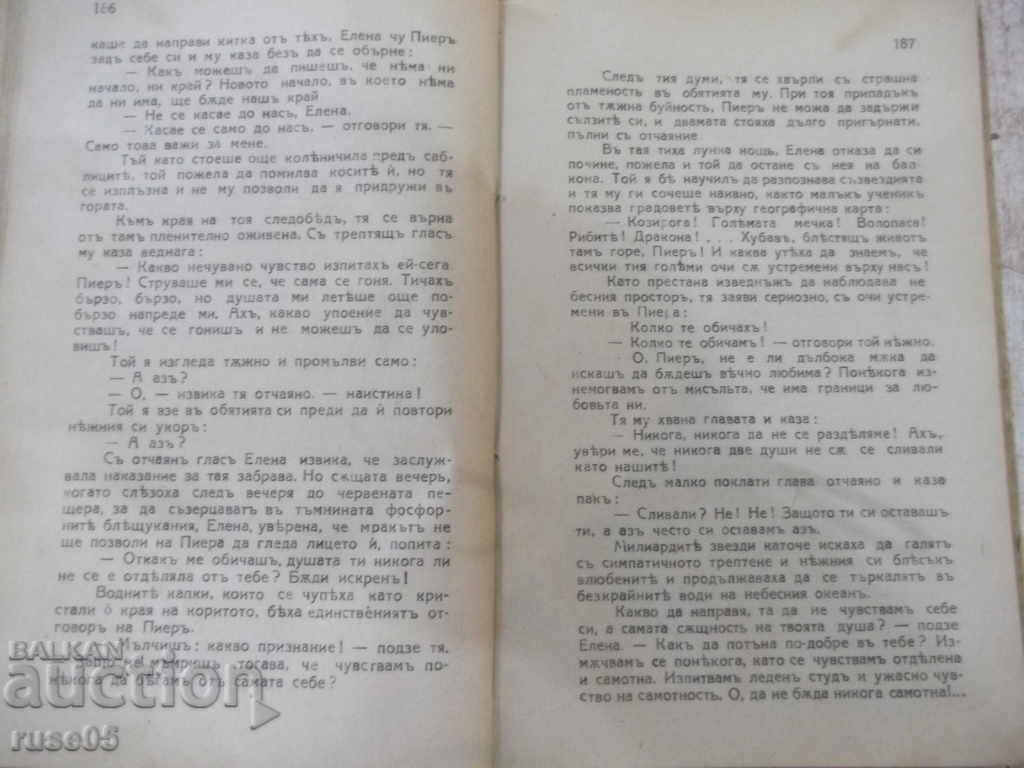 186
каше да направи китка отъ тѣхъ. Елена чу Пиеръ
задъ себе си и му каза безъ да се обърне:
— Какъ можешъ да пишешъ, че нѣма ни
начало, ни край? Новото начало, въ което нѣма
да ни има, ще бѫде нашъ край
— Не се касае до насъ, Елена.
— Касае се само до насъ, — отговори тя. —
Само това важи за мене.
Тъй като стоеше още колѣничила предъ саб-
лицитѣ, той пожела да помилва коситѣ ѝ, но тя
се изплъзна и не му позволи да я придружи въ
гората.
Къмъ края на тоя следобѣдъ, тя се върна
отъ тамъ пленително оживена. Съ трептящъ гласъ
му каза веднага:
— Какво нечувано чувство изпитахъ ей-сега.
Пиеръ! Струваше ми се, че сама се гоня. Тичахъ
бързо, бързо, но душата ми летѣше още по-
бързо напреде ми. Ахъ, какво упоение да чув-
ствашъ, че се гонишъ и не можешъ да се уло-
вишъ!
Той я изгледа тѫжно и промълви само:
— А азъ?
— О, — извика тя отчаяно. — наистина!
Той я взе въ обятията си преди да ѝ повтори
нѣжния си укоръ:
— А азъ?
Съ отчаянъ гласъ Елена извика, че заслуж-
вала наказание за тая забрава. Но сѫщата вечеръ,
когато слѣзоха следъ вечеря до червената пе-
щера, за да съзерцаватъ въ тъмнината фосфор-
нитѣ блѣщукания, Елена, увѣрена, че мракътъ не
ще позволи на Пиера да гледа лицето ѝ, попита:
— Откакъ ме обичашъ, душата ти никога ли
не се е отдѣляла отъ тебе? Бѫди искренъ!
Воднитѣ капки, които се чупѣха като кри-
стали о края на коритото, бѣха единствениятъ от-
говоръ на Пиеръ.
— Мълчишъ: какво признание! — подзе тя.
тогава, че чувствамъ по-
нѣкога да бѣгамъ отъ самата себе?
187
Следъ тия думи, тя се хвърли съ страшна
пламеность въ обятията му. При тоя припадъкъ
отъ тѫжна буйность, Пиеръ не можа да задържи
сълзитѣ си, и двамата стояха дълго пригърнати,
пълни съ отчаяние.
Въ тая тиха лунна нощь, Елена отказа да си
почине, пожела и той да остане съ нея на бал-
кона. Той я бѣ научилъ да разпознава съзвездията
и тя му ги сочеше наивно, както малъкъ ученикъ
показва градоветѣ върху географична карта:
— Козирога! Голѣмата мечка! Волопаса!
Рибитѣ! Дракона! . . . Хубавъ, блѣстящъ животъ
тамъ горе, Пиеръ! И каква утѣха да знаемъ, че
всички тия голѣми очи сѫ устремени върху насъ!
Като престана изведнъжъ да наблюдава не-
бесния просторъ, тя заяви сериозно, съ очи устре-
мени въ Пиера:
— Колко те обичахъ!
— Колко те обичамъ! — отговори той нѣжно.
— О, Пиеръ, не е ли дълбока мѫка да
искашъ да бѫдешъ вѣчно любима? Понѣкога из-
немогвамъ отъ мисъльта, че има граници за лю-
бовьта ни.
Тя му хвана главата и каза:
— Никога, никога да не се раздѣляме! Ахъ,
увѣри ме, че никога две души не сѫ се сливали
като нашитѣ!
Следъ малко поклати глава отчаяно и каза
пакъ:
— Сливали? Не! Не! Защото ти си оставашъ
ти, а азъ често си оставамъ азъ.
Милиардитѣ звезди каточе искаха да галятъ
съ симпатичното трептене и нѣжния си блѣсъкъ
влюбенитѣ и продължаваха да се търкалятъ въ
безкрайнитѣ води на небесния океанъ.
Какво да направя, та да не чувствамъ себе
си, а самата сѫщность на твоята душа? — подзе
Елена. — Какъ да потъна по-добре въ тебе? Из-
мѫчвамъ се понѣкога, като се чувствамъ отдѣлена
и самотна. Изпитвамъ леденъ студъ и ужасно чув-
ство на самотность. О, да не бѫда никога самотна!...
BALKAN
auction
ruse05